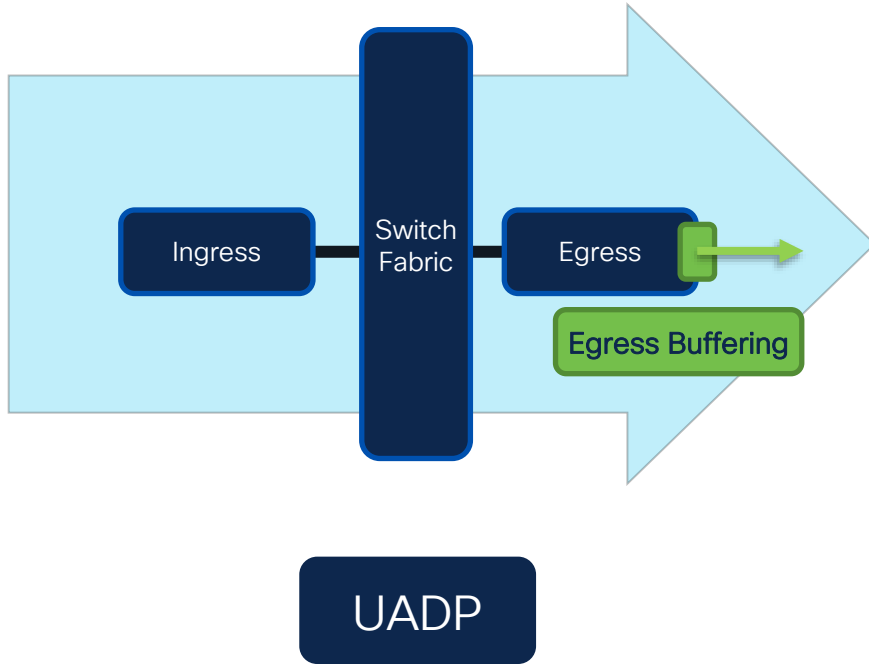 Ingress
Switch
Fabric
Egress
Egress Buffering
UADP